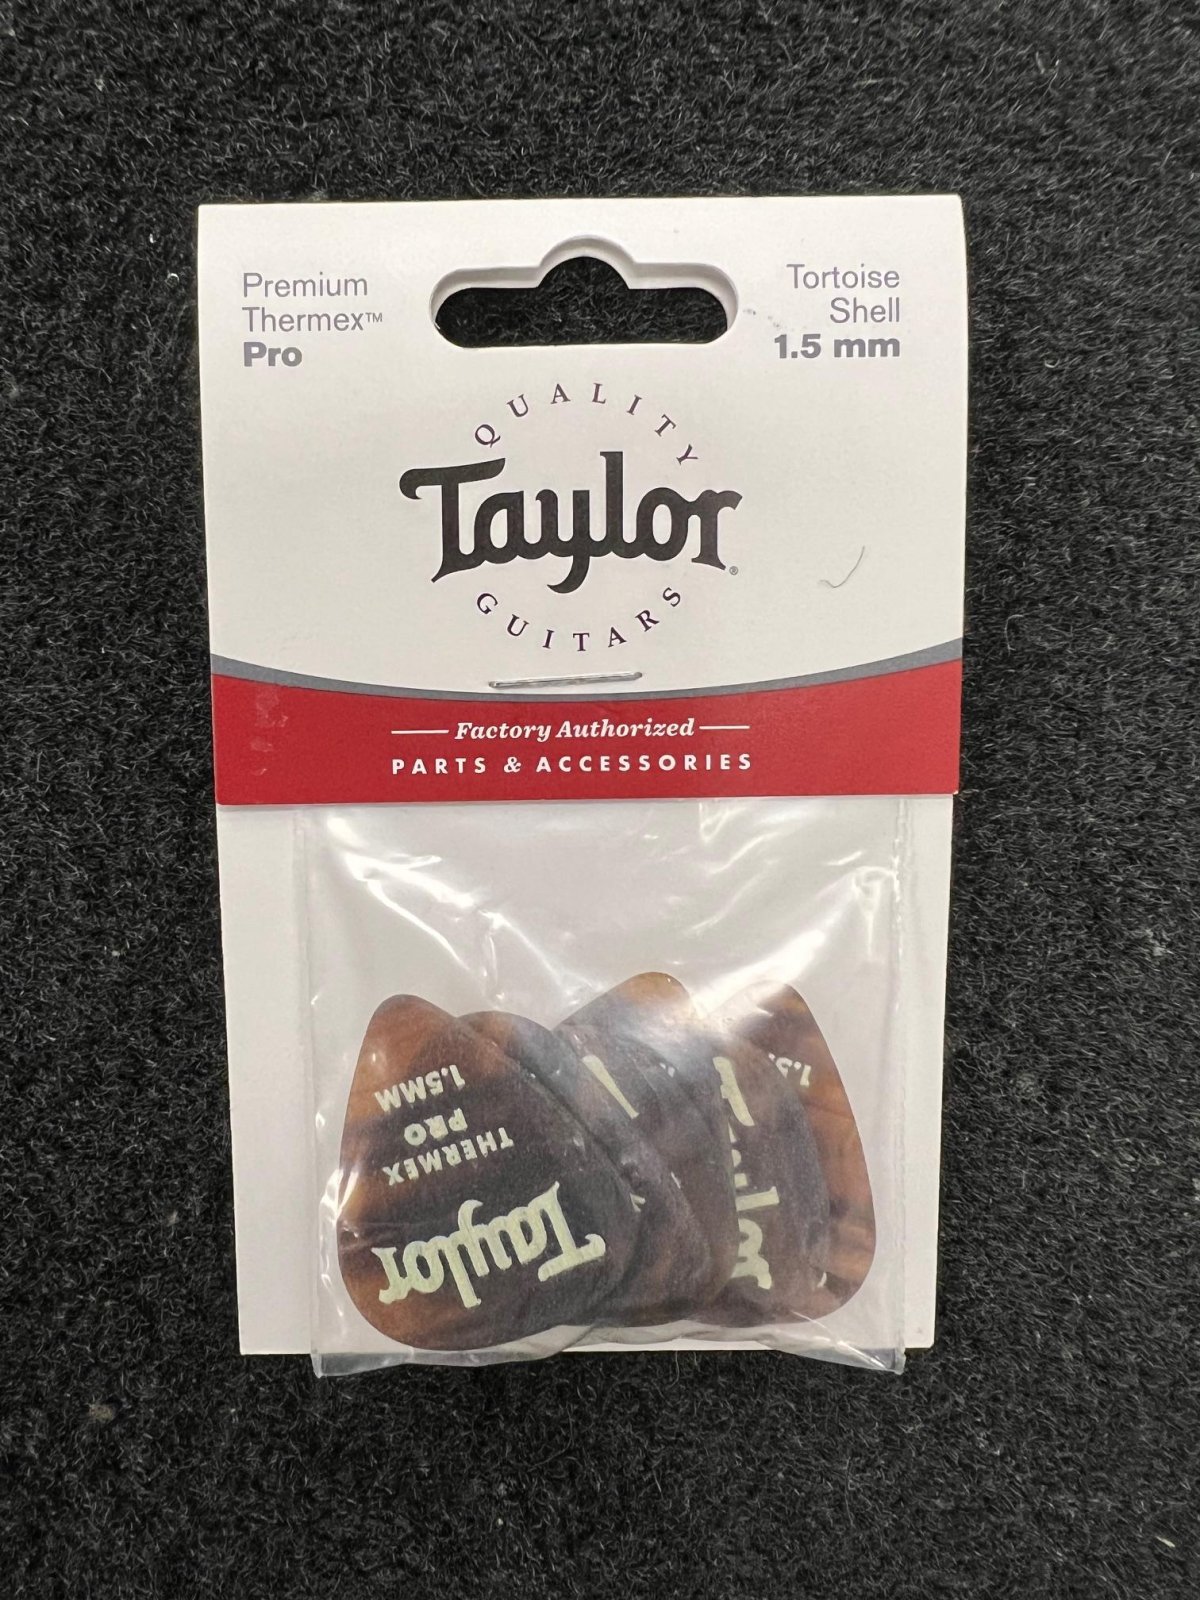 Premium
Thermex™
Pro
Tortoise
Shell
1.5 mm
QUALITY
Taylor®
GUITARS
Factory Authorized
PARTS & ACCESSORIES
1.5MM
PRO
THERMEX
Taylor